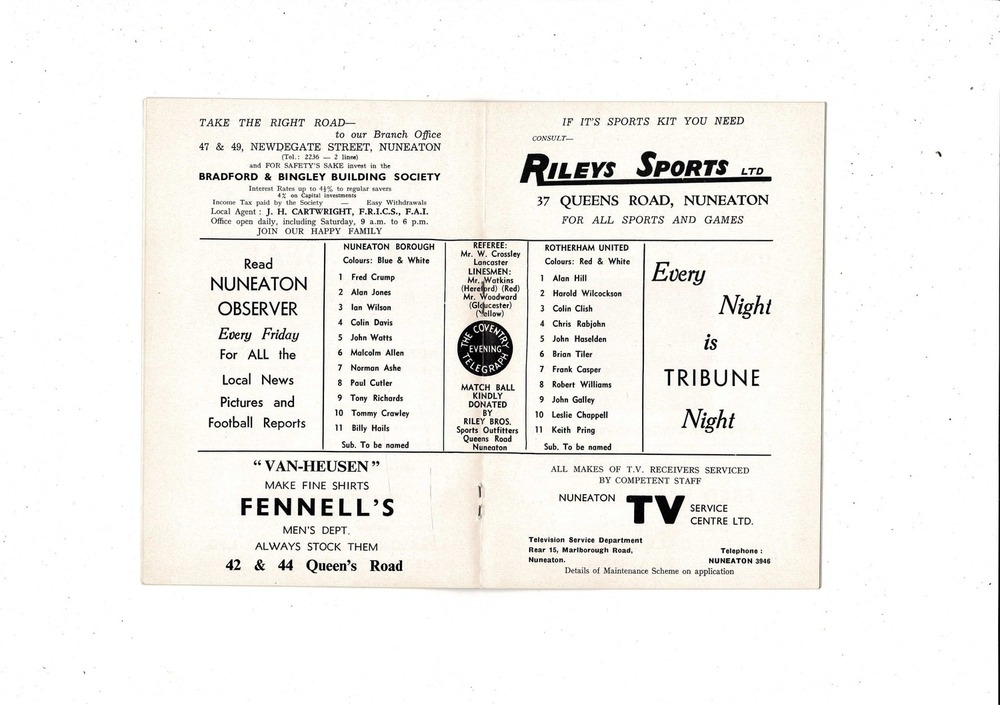 TAKE THE RIGHT ROAD—
to our Branch Office
47 & 49, NEWDEGATE STREET, NUNEATON
(Tel.: 2236 — 2 lines)
and FOR SAFETY'S SAKE invest in the
BRADFORD & BINGLEY BUILDING SOCIETY
Interest Rates up to 4½% to regular savers
4% on Capital investments
Income Tax paid by the Society — Easy Withdrawals
Local Agent : J. H. CARTWRIGHT, F.R.I.C.S., F.A.I.
Office open daily, including Saturday, 9 a.m. to 6 p.m.
JOIN OUR HAPPY FAMILY
IF IT'S SPORTS KIT YOU NEED
CONSULT—
RILEYS SPORTS LTD
37 QUEENS ROAD, NUNEATON
FOR ALL SPORTS AND GAMES
Read
NUNEATON
OBSERVER
Every Friday
For ALL the
Local News
Pictures and
Football Reports
NUNEATON BOROUGH
Colours: Blue & White
1 Fred Crump
2 Alan Jones
3 Ian Wilson
4 Colin Davis
5 John Watts
6 Malcolm Allen
7 Norman Ashe
8 Paul Cutler
9 Tony Richards
10 Tommy Crawley
11 Billy Hails
Sub. To be named
REFEREE:
Mr. W. Crossley
Lancaster
LINESMEN:
Mr. Watkins
(Hereford) (Red)
Mr. Woodward
(Gloucester)
(Yellow)
THE COVENTRY
EVENING
TELEGRAPH
MATCH BALL
KINDLY
DONATED
BY
RILEY BROS.
Sports Outfitters
Queens Road
Nuneaton
ROTHERHAM UNITED
Colours: Red & White
1 Alan Hill
2 Harold Wilcockson
3 Colin Clish
4 Chris Rabjohn
5 John Haselden
6 Brian Tiler
7 Frank Casper
8 Robert Williams
9 John Galley
10 Leslie Chappell
11 Keith Pring
Sub. To be named
Every
Night
is
TRIBUNE
Night
"VAN-HEUSEN"
MAKE FINE SHIRTS
FENNELL'S
MEN'S DEPT.
ALWAYS STOCK THEM
42 & 44 Queen's Road
ALL MAKES OF T.V. RECEIVERS SERVICED
BY COMPETENT STAFF
NUNEATON TV SERVICE
CENTRE LTD.
Television Service Department
Rear 15, Marlborough Road,
Nuneaton.
Telephone :
NUNEATON 3946
Details of Maintenance Scheme on application